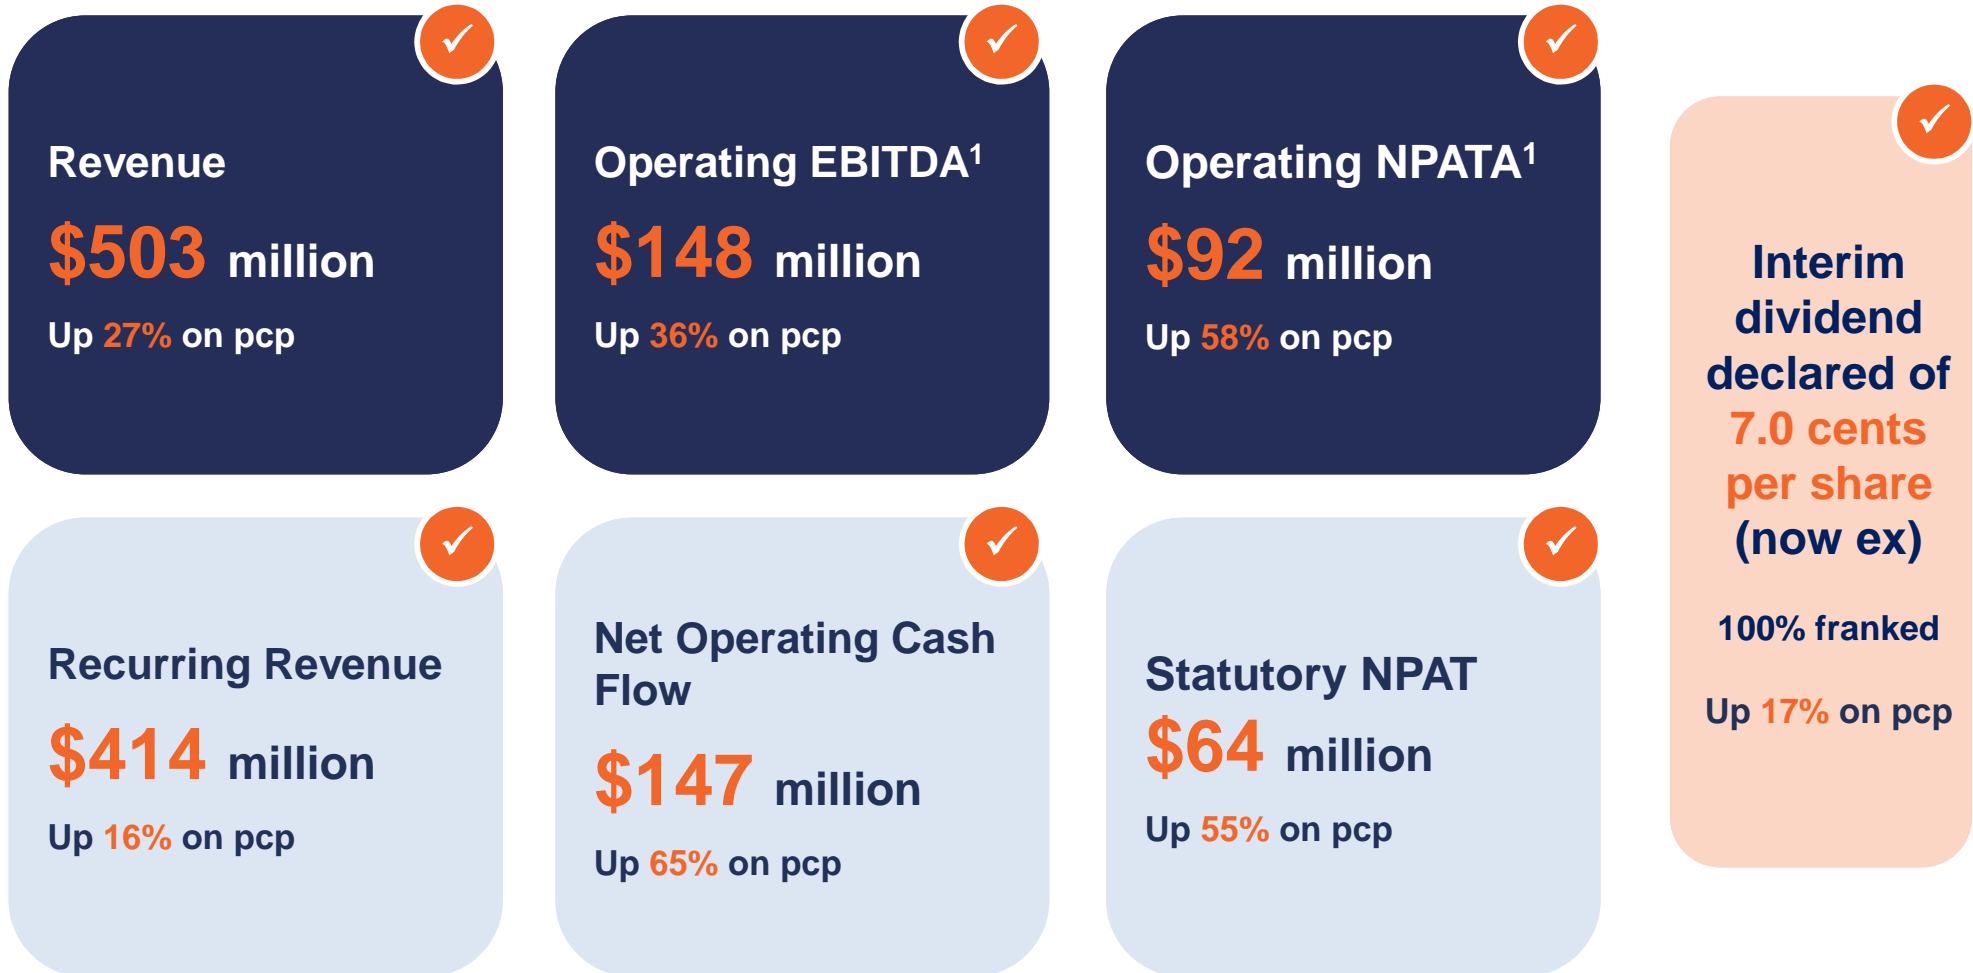 Revenue
$503 million
Up 27% on pcp
Operating EBITDA¹
$148 million
Up 36% on pcp
Operating NPATA¹
$92 million
Up 58% on pcp
Recurring Revenue
$414 million
Up 16% on pcp
Net Operating Cash
Flow
$147 million
Up 65% on pcp
Statutory NPAT
$64 million
Up 55% on pcp
Interim
dividend
declared of
7.0 cents
per share
(now ex)
100% franked
Up 17% on pcp